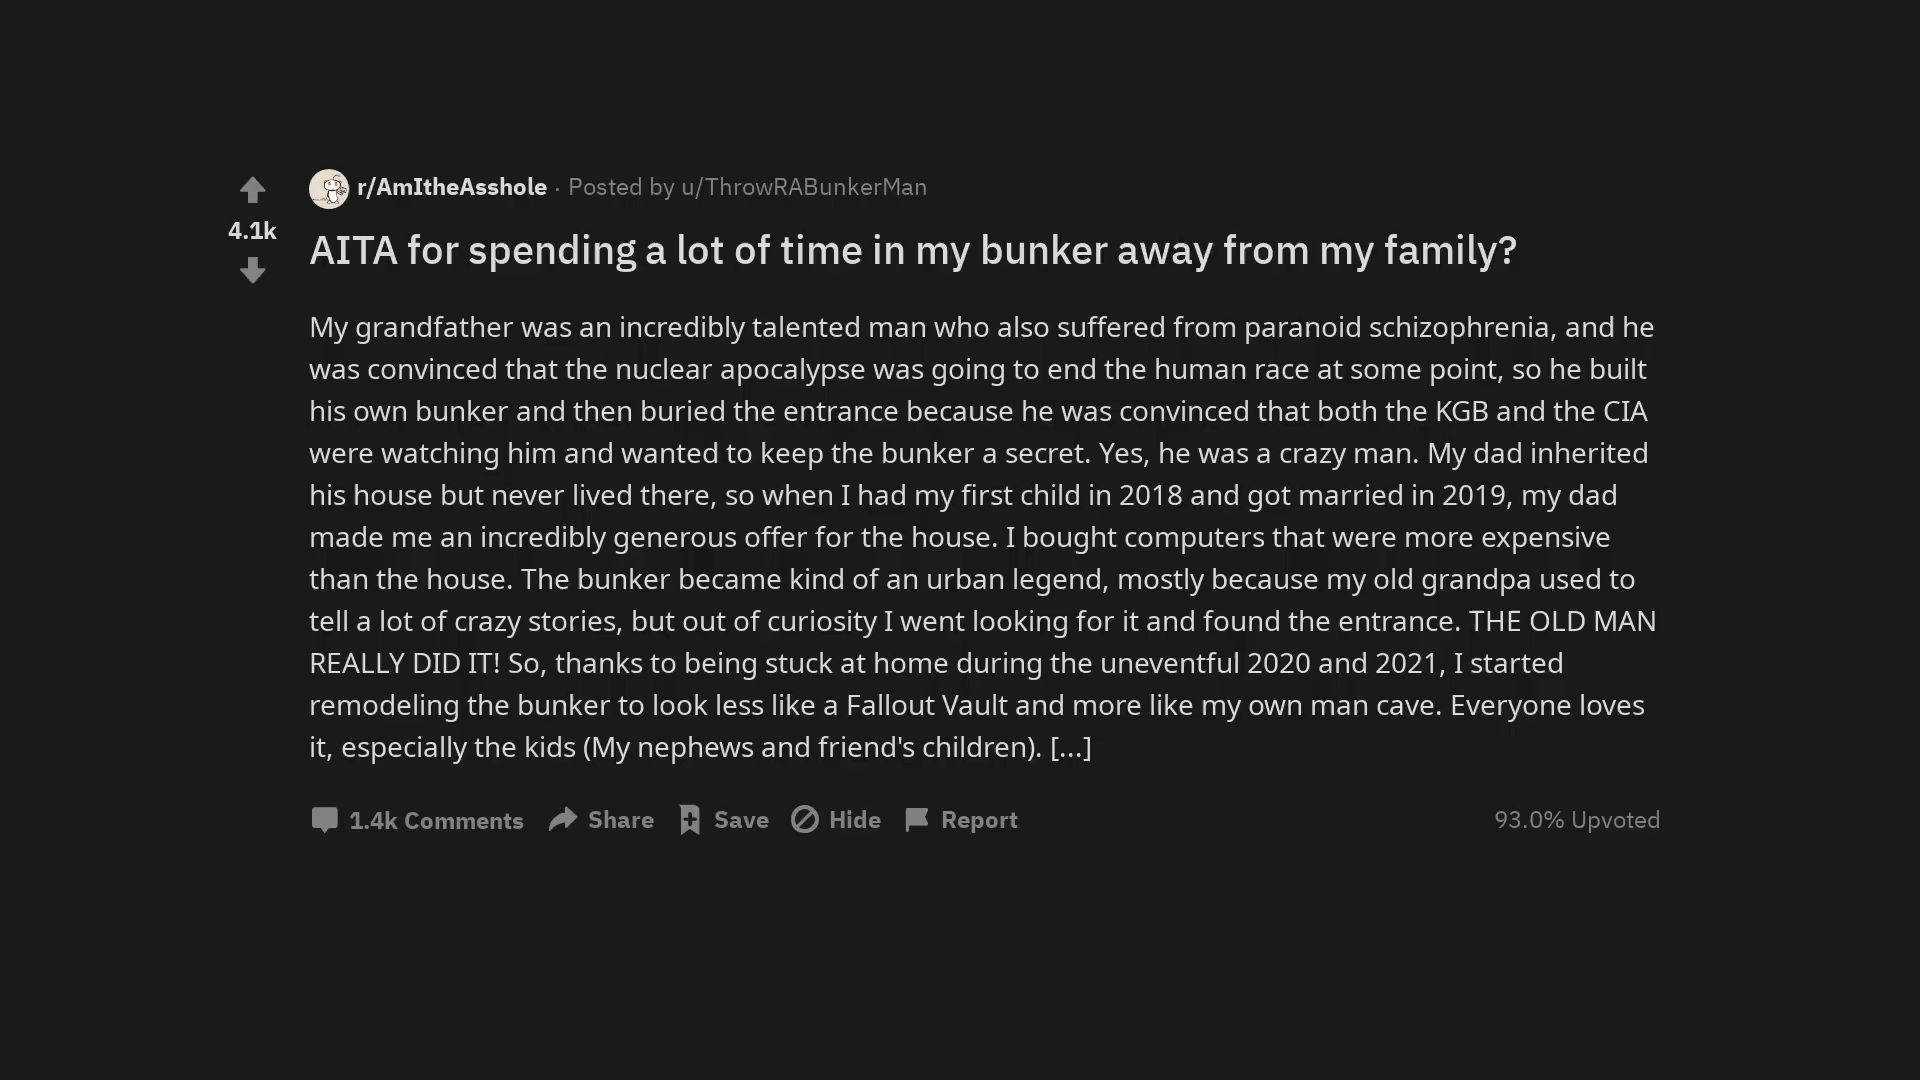 r/AmItheAsshole · Posted by u/ThrowRABunkerMan
4.1k
AITA for spending a lot of time in my bunker away from my family?
My grandfather was an incredibly talented man who also suffered from paranoid schizophrenia, and he
was convinced that the nuclear apocalypse was going to end the human race at some point, so he built
his own bunker and then buried the entrance because he was convinced that both the KGB and the CIA
were watching him and wanted to keep the bunker a secret. Yes, he was a crazy man. My dad inherited
his house but never lived there, so when I had my first child in 2018 and got married in 2019, my dad
made me an incredibly generous offer for the house. I bought computers that were more expensive
than the house. The bunker became kind of an urban legend, mostly because my old grandpa used to
tell a lot of crazy stories, but out of curiosity I went looking for it and found the entrance. THE OLD MAN
REALLY DID IT! So, thanks to being stuck at home during the uneventful 2020 and 2021, I started
remodeling the bunker to look less like a Fallout Vault and more like my own man cave. Everyone loves
it, especially the kids (My nephews and friend's children). [...]
1.4k Comments Share Save Hide Report 93.0% Upvoted